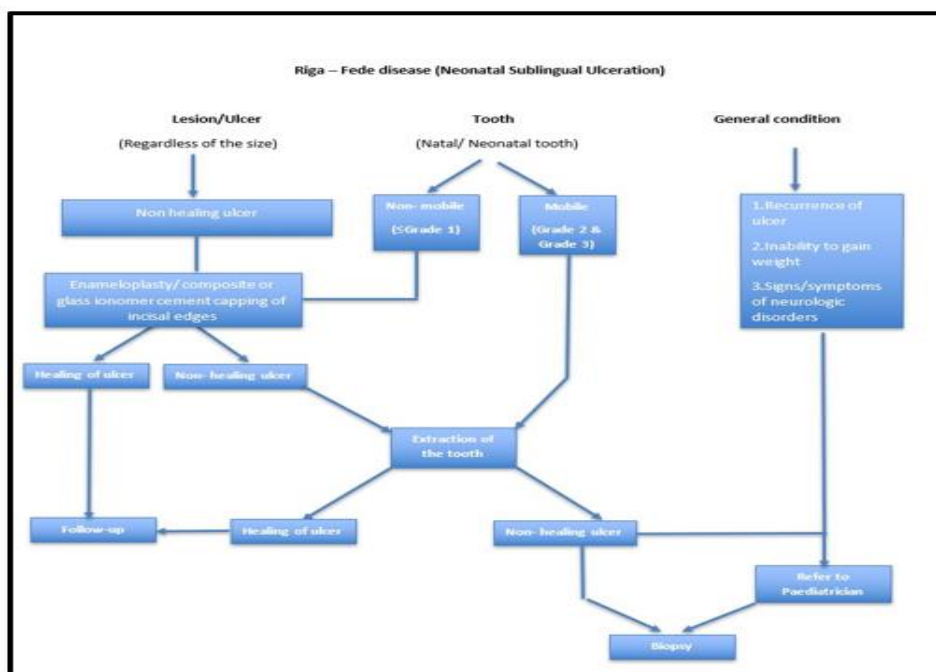 Riga – Fede disease (Neonatal Sublingual Ulceration)
Lesion/Ulcer
(Regardless of the size)
Tooth
(Natal/ Neonatal tooth)
General condition
Non healing ulcer
Non- mobile
(≤Grade 1)
Mobile
(Grade 2 &
Grade 3)
1.Recurrence of
ulcer
2.Inability to gain
weight
3.Signs/symptoms
of neurologic
disorders
Enameloplasty/ composite or
glass ionomer cement capping of
incisal edges
Healing of ulcer
Non- healing ulcer
Extraction of
the tooth
Follow-up
Healing of ulcer
Non- healing ulcer
Refer to
Paediatrician
Biopsy